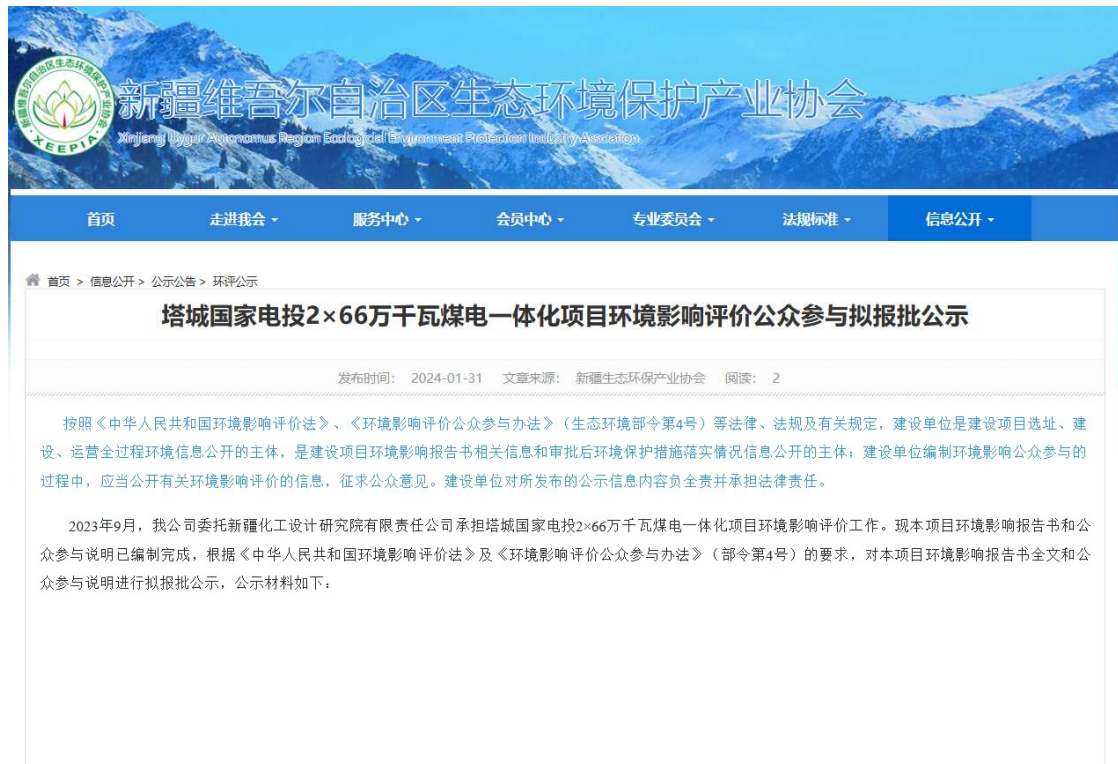 新疆维吾尔自治区生态环境保护产业协会
XEEPIA
新疆维吾尔自治区生态环境保护产业协会
Xinjiang Uygur Autonomus Region Ecologicial Environment Protection Industry Assciation
首页 走进我会 服务中心 会员中心 专业委员会 法规标准 信息公开
首页 > 信息公开 > 公示公告 > 环评公示
塔城国家电投2×66万千瓦煤电一体化项目环境影响评价公众参与拟报批公示
发布时间： 2024-01-31 文章来源： 新疆生态环保产业协会 阅读： 2
按照《中华人民共和国环境影响评价法》、《环境影响评价公众参与办法》（生态环境部令第4号）等法律、法规及有关规定，建设单位是建设项目选址、建
设、运营全过程环境信息公开的主体，是建设项目环境影响报告书相关信息和审批后环境保护措施落实情况信息公开的主体；建设单位编制环境影响公众参与的
过程中，应当公开有关环境影响评价的信息，征求公众意见。建设单位对所发布的公示信息内容负全责并承担法律责任。
2023年9月，我公司委托新疆化工设计研究院有限责任公司承担塔城国家电投2×66万千瓦煤电一体化项目环境影响评价工作。现本项目环境影响报告书和公
众参与说明已编制完成，根据《中华人民共和国环境影响评价法》及《环境影响评价公众参与办法》（部令第4号）的要求，对本项目环境影响报告书全文和公
众参与说明进行拟报批公示，公示材料如下：